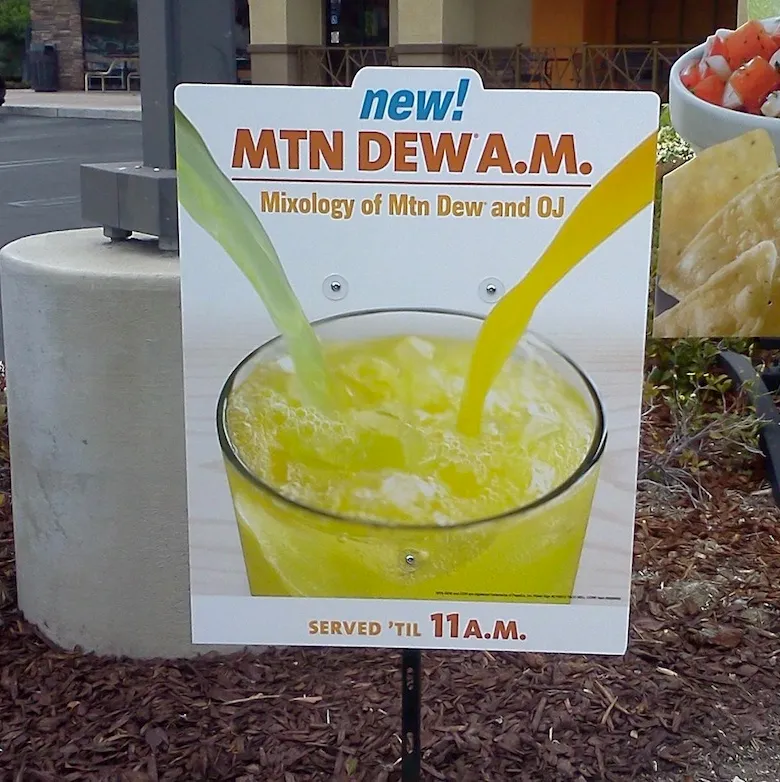 new!
MTN DEW A.M.
Mixology of Mtn Dew and OJ
SERVED 'TIL 11A.M.